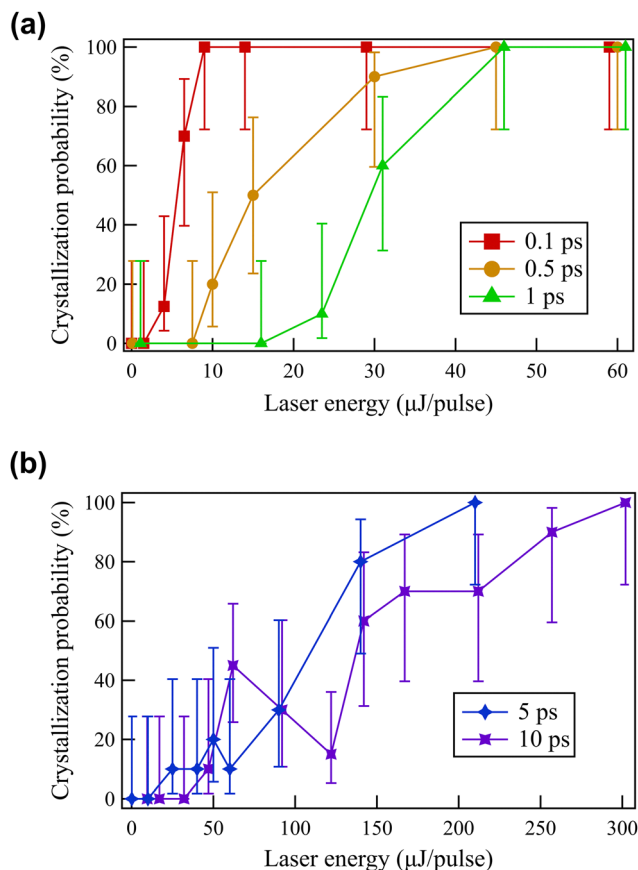 (a)
Crystallization probability (%)
100
80
60
40
20
0
0.1 ps
0.5 ps
1 ps
0 10 20 30 40 50 60
Laser energy (μJ/pulse)
(b)
Crystallization probability (%)
100
80
60
40
20
0
5 ps
10 ps
0 50 100 150 200 250 300
Laser energy (μJ/pulse)